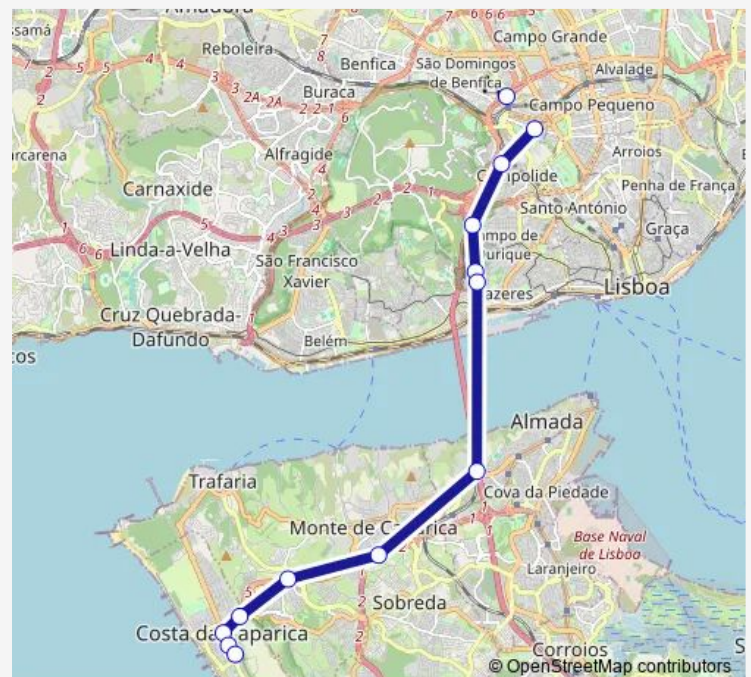 Amadora
Campo Grande
Reboleira
Benfica
São Domingos
de Benfica
Alvalade
Buraca
Campo Pequeno
Alfragide
Arroios
Carnaxide
Penha de França
Santo António
Linda-a-Velha
Graça
São Francisco
Xavier
Lisboa
Cruz Quebrada-
Dafundo
Belém
Almada
Trafaria
Cova da Piedade
Monte de Caparica
Base Naval
de Lisboa
Laranjeiro
Sobreda
Costa da Caparica
Corroios
© OpenStreetMap contributors